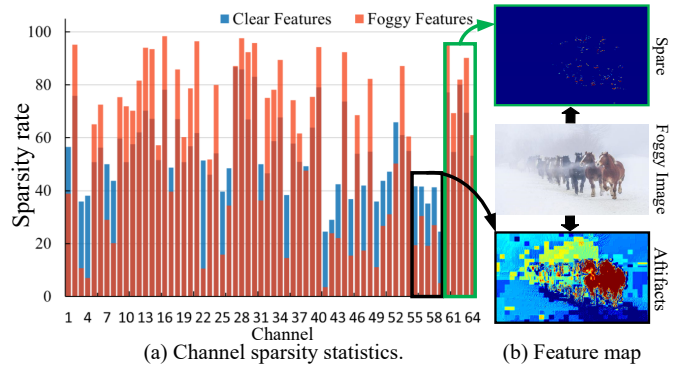 Clear Features Foggy Features
100
80
60
40
20
0
Sparsity rate
1 4 7 10 13 16 19 22 25 28 31 34 37 40 43 46 49 52 55 58 61 64
Channel
(a) Channel sparsity statistics.
Spare
Foggy Image
Aftifacts
(b) Feature map